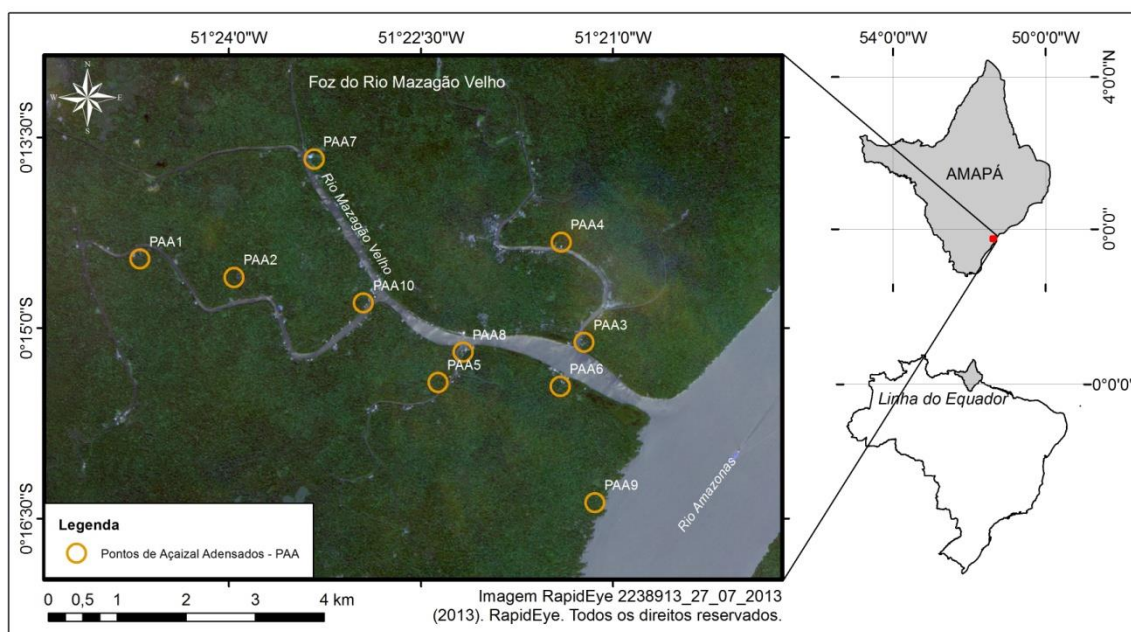 51°24'0"W
51°22'30"W
51°21'0"W
54°0'0"W
50°0'0"W
Foz do Rio Mazagão Velho
N
W
E
S
4°0'0"N
0°13'30"S
PAA7
Rio Mazagão Velho
AMAPÁ
PAA4
PAA1
PAA2
0°0'0"
PAA10
0°15'0"S
PAA8
PAA3
PAA5
PAA6
0°0'0"
Linha do Equador
Rio Amazonas
PAA9
0°16'30"S
Legenda
Pontos de Açaizal Adensados - PAA
0 0,5 1 2 3 4 km
Imagem RapidEye 2238913_27_07_2013
(2013). RapidEye. Todos os direitos reservados.